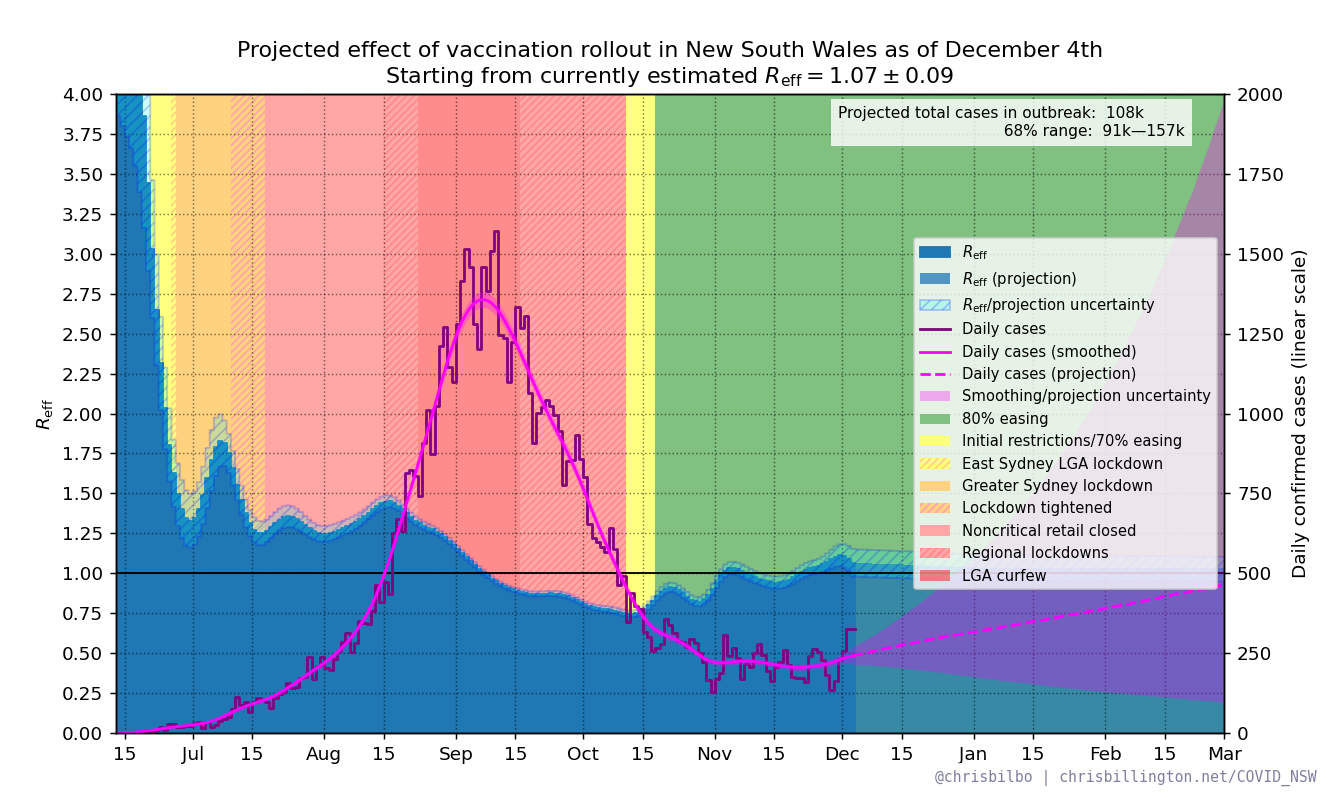 Projected effect of vaccination rollout in New South Wales as of December 4th
Starting from currently estimated Reff = 1.07 ± 0.09
Projected total cases in outbreak: 108k
68% range: 91k—157k
4.00
3.75
3.50
3.25
3.00
2.75
2.50
2.25
2.00
1.75
1.50
1.25
1.00
0.75
0.50
0.25
0.00
Reff
2000
1750
1500
1250
1000
750
500
250
0
Daily confirmed cases (linear scale)
Reff
Reff (projection)
Reff/projection uncertainty
Daily cases
Daily cases (smoothed)
Daily cases (projection)
Smoothing/projection uncertainty
80% easing
Initial restrictions/70% easing
East Sydney LGA lockdown
Greater Sydney lockdown
Lockdown tightened
Noncritical retail closed
Regional lockdowns
LGA curfew
15 Jul 15 Aug 15 Sep 15 Oct 15 Nov 15 Dec 15 Jan 15 Feb 15 Mar
@chrisbilbo | chrisbillington.net/COVID_NSW